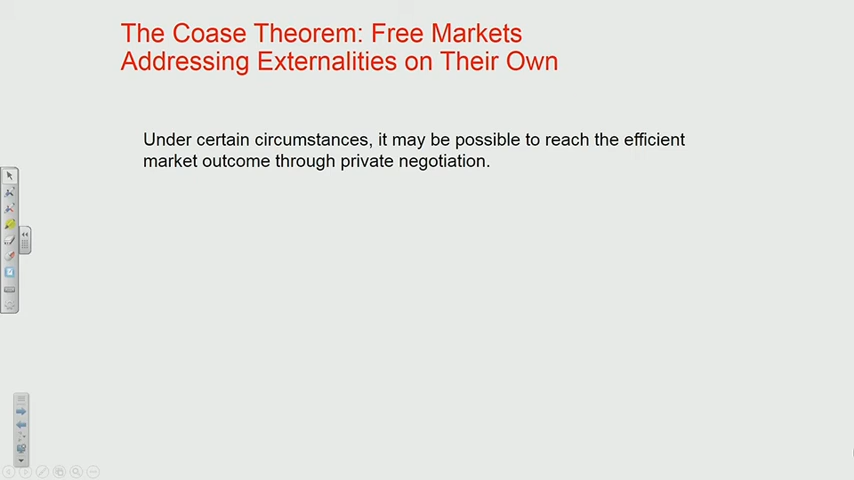 The Coase Theorem: Free Markets
Addressing Externalities on Their Own
Under certain circumstances, it may be possible to reach the efficient
market outcome through private negotiation.